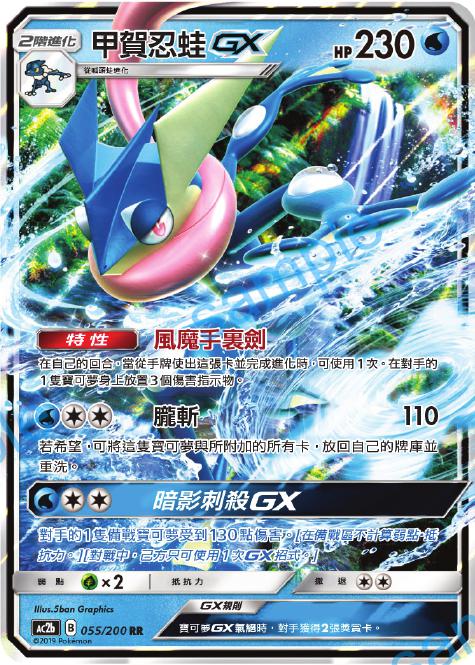 2階進化
甲賀忍蛙GX
HP230
從呱頭蛙進化
特性 風魔手裏劍
在自己的回合,當從手牌使出這張卡並完成進化時,可使用1次。在對手的
1隻寶可夢身上放置3個傷害指示物。
朧斬 110
若希望,可將這隻寶可夢與所附加的所有卡,放回自己的牌庫並
重洗。
暗影刺殺GX
對手的1隻備戰寶可夢受到130點傷害。[在備戰區不計算弱點・抵
抗力。][對戰中,己方只可使用1次GX招式。]
弱點 ×2 抵抗力 撤退
Illus.5ban Graphics
GX規則
AC2b B 055/200 RR
寶可夢GX氣絕時,對手獲得2張獎賞卡。
©2019 Pokémon
sample